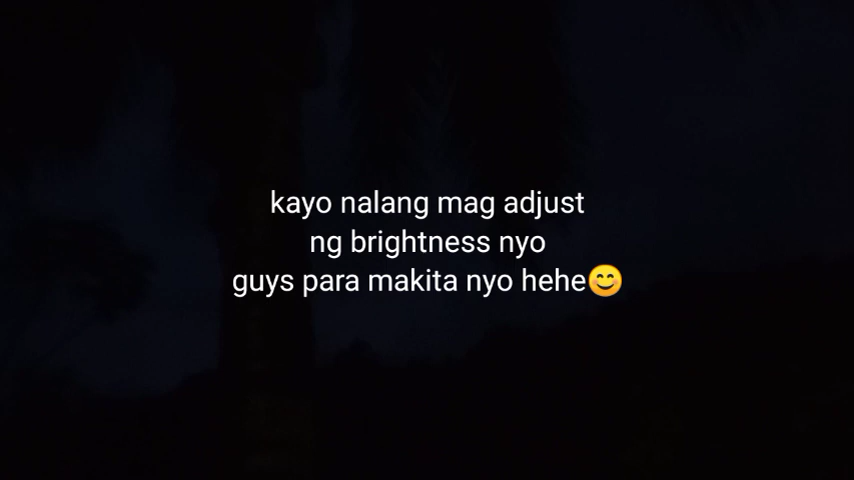 kayo nalang mag adjust
ng brightness nyo
guys para makita nyo hehe😊